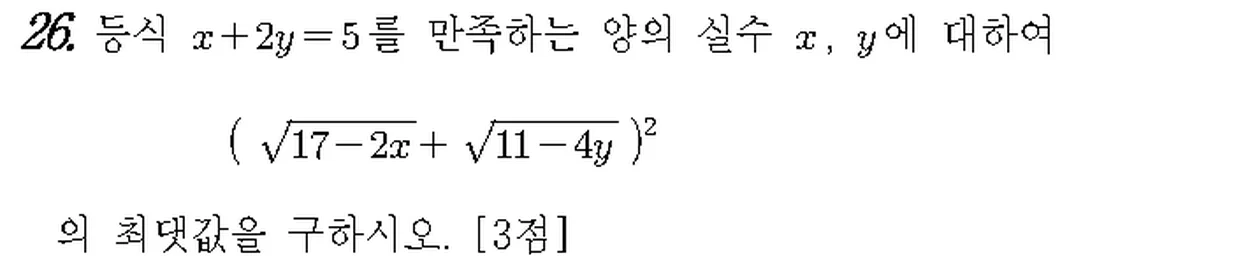 26. 등식 x+2y=5를 만족하는 양의 실수 x, y에 대하여
( √(17-2x) + √(11-4y) )²
의 최댓값을 구하시오. [3점]